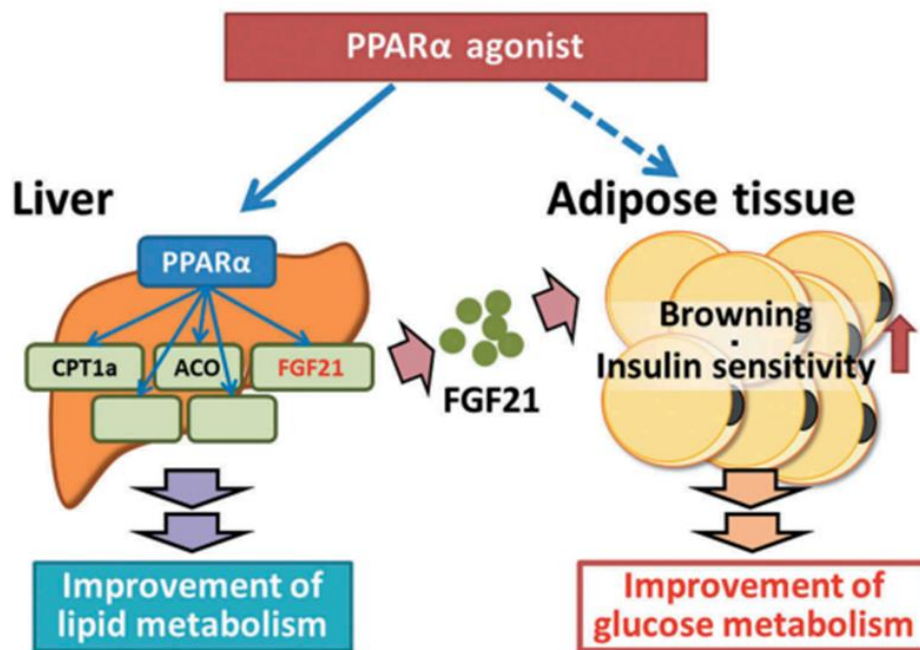 PPARα agonist
Liver
Adipose tissue
PPARα
CPT1a
ACO
FGF21
FGF21
Browning
·
Insulin sensitivity
Improvement of
lipid metabolism
Improvement of
glucose metabolism